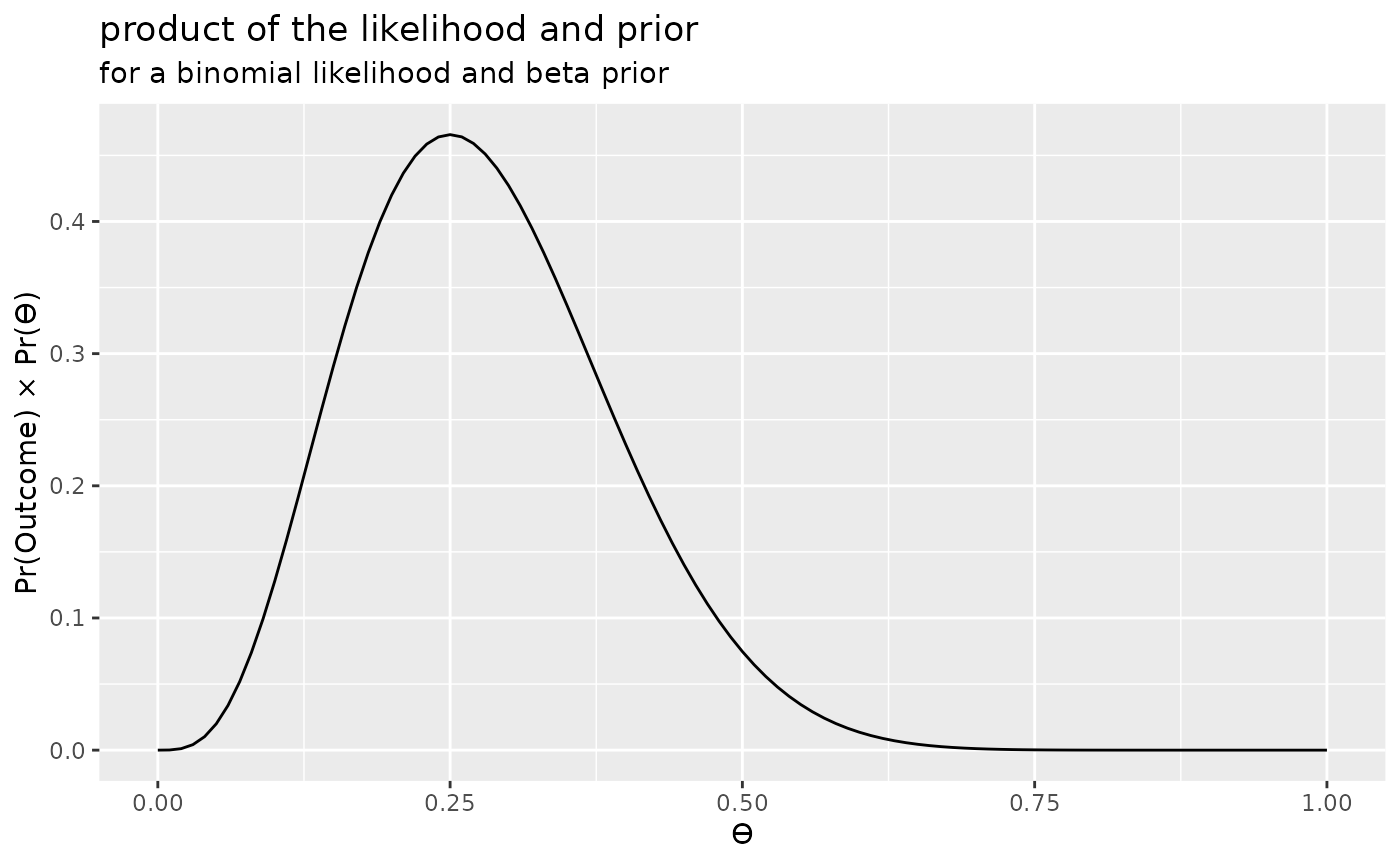 product of the likelihood and prior
for a binomial likelihood and beta prior
Pr(Outcome) × Pr(Θ)
0.4
0.3
0.2
0.1
0.0
0.00 0.25 0.50 0.75 1.00
Θ